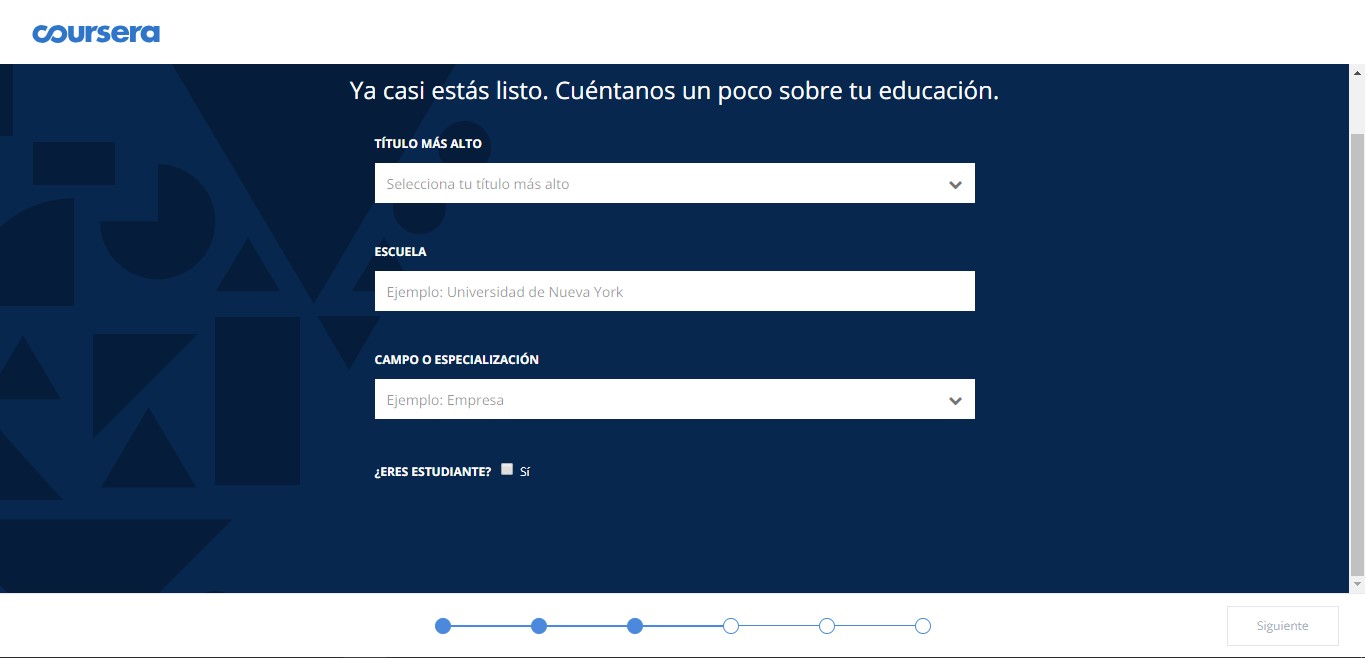 coursera
Ya casi estás listo. Cuéntanos un poco sobre tu educación.
TÍTULO MÁS ALTO
Selecciona tu título más alto
ESCUELA
Ejemplo: Universidad de Nueva York
CAMPO O ESPECIALIZACIÓN
Ejemplo: Empresa
¿ERES ESTUDIANTE? Sí
Siguiente